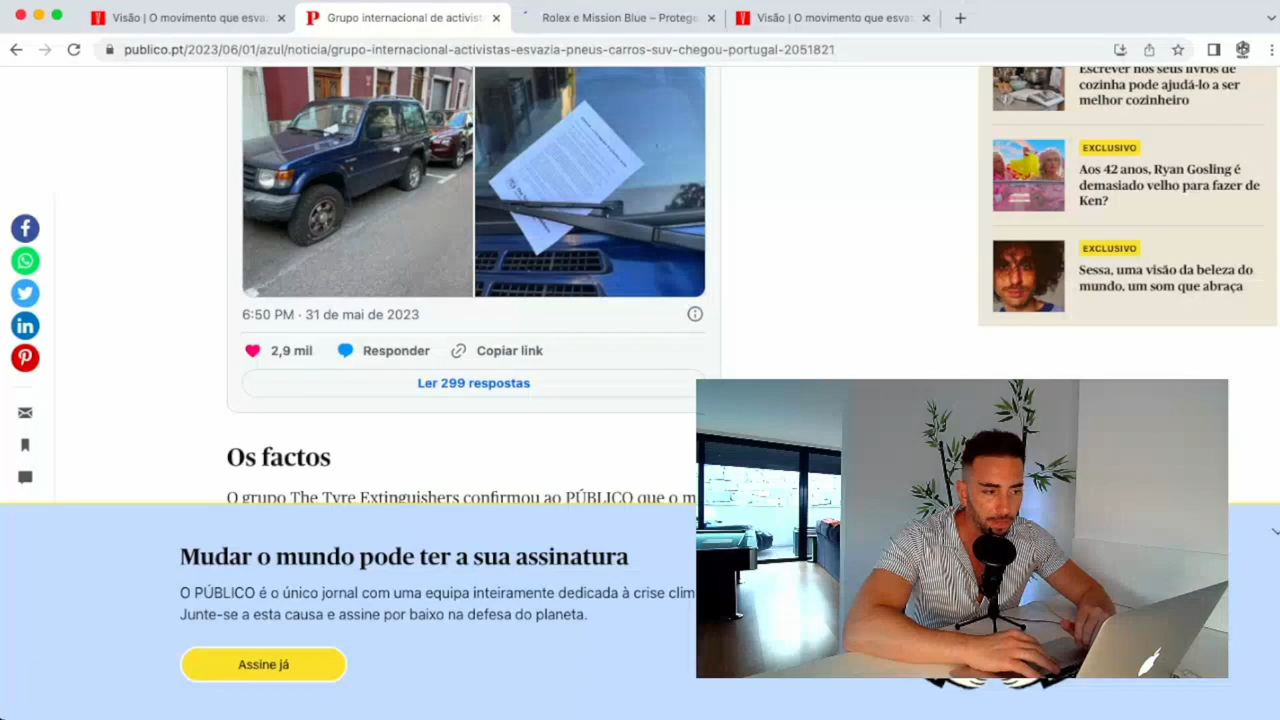 Visão | O movimento que esva
Grupo internacional de activist
Rolex e Mission Blue – Proteg
Visão | O movimento que esva
publico.pt/2023/06/01/azul/noticia/grupo-internacional-activistas-esvazia-pneus-carros-suv-chegou-portugal-2051821
Escrever nos seus livros de
cozinha pode ajudá-lo a ser
melhor cozinheiro
EXCLUSIVO
Aos 42 anos, Ryan Gosling é
demasiado velho para fazer de
Ken?
EXCLUSIVO
Sessa, uma visão da beleza do
mundo, um som que abraça
6:50 PM · 31 de mai de 2023
2,9 mil
Responder
Copiar link
Ler 299 respostas
Os factos
O grupo The Tyre Extinguishers confirmou ao PÚBLICO que o m
Mudar o mundo pode ter a sua assinatura
O PÚBLICO é o único jornal com uma equipa inteiramente dedicada à crise clim
Junte-se a esta causa e assine por baixo na defesa do planeta.
Assine já